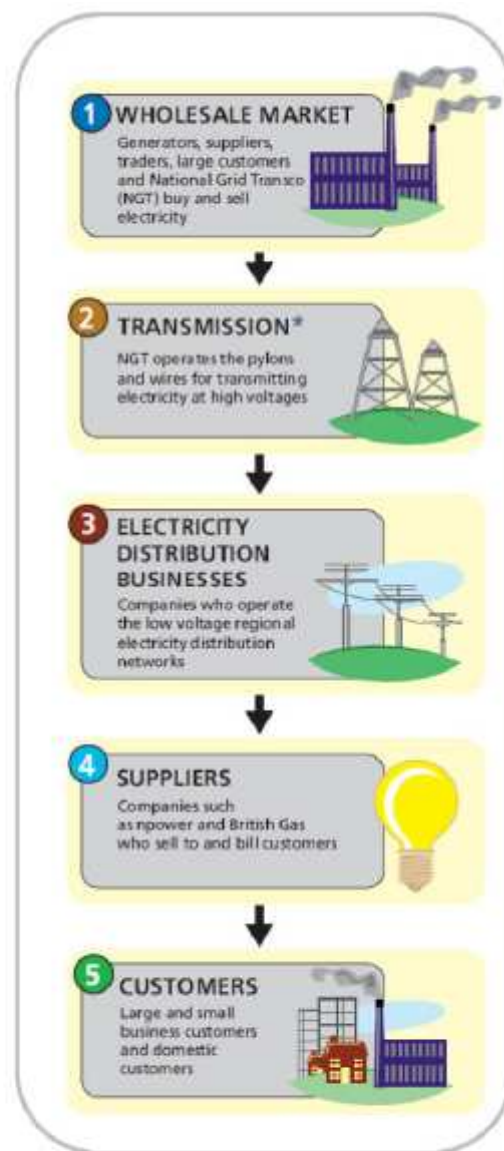 1
WHOLESALE MARKET
Generators, suppliers,
traders, large customers
and National Grid Transco
(NGT) buy and sell
electricity
2
TRANSMISSION*
NGT operates the pylons
and wires for transmitting
electricity at high voltages
3
ELECTRICITY
DISTRIBUTION
BUSINESSES
Companies who operate
the low voltage regional
electricity distribution
networks
4
SUPPLIERS
Companies such
as npower and British Gas
who sell to and bill customers
5
CUSTOMERS
Large and small
business customers
and domestic
customers